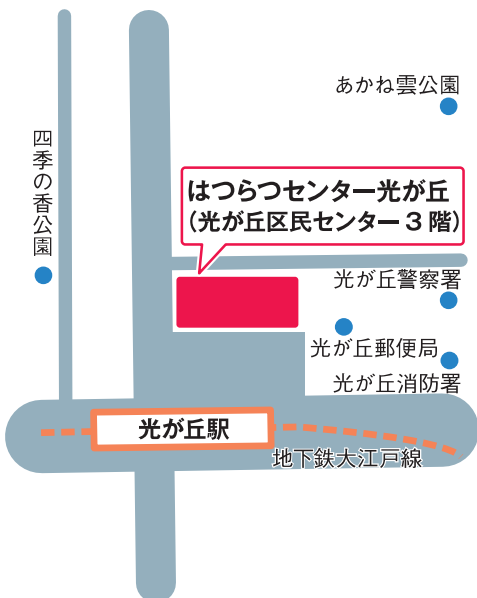 あかね雲公園
四季の香公園
はつらつセンター光が丘
（光が丘区民センター3階）
光が丘警察署
光が丘郵便局
光が丘消防署
光が丘駅
地下鉄大江戸線